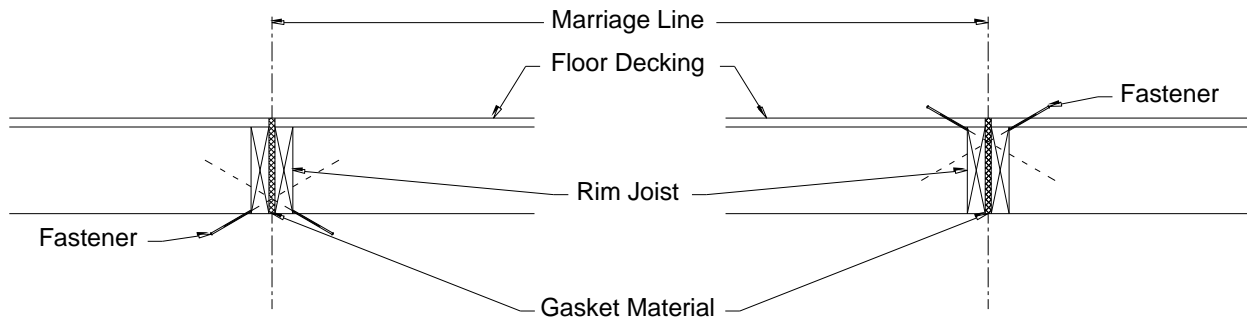 Marriage Line
Floor Decking
Fastener
Rim Joist
Fastener
Gasket Material